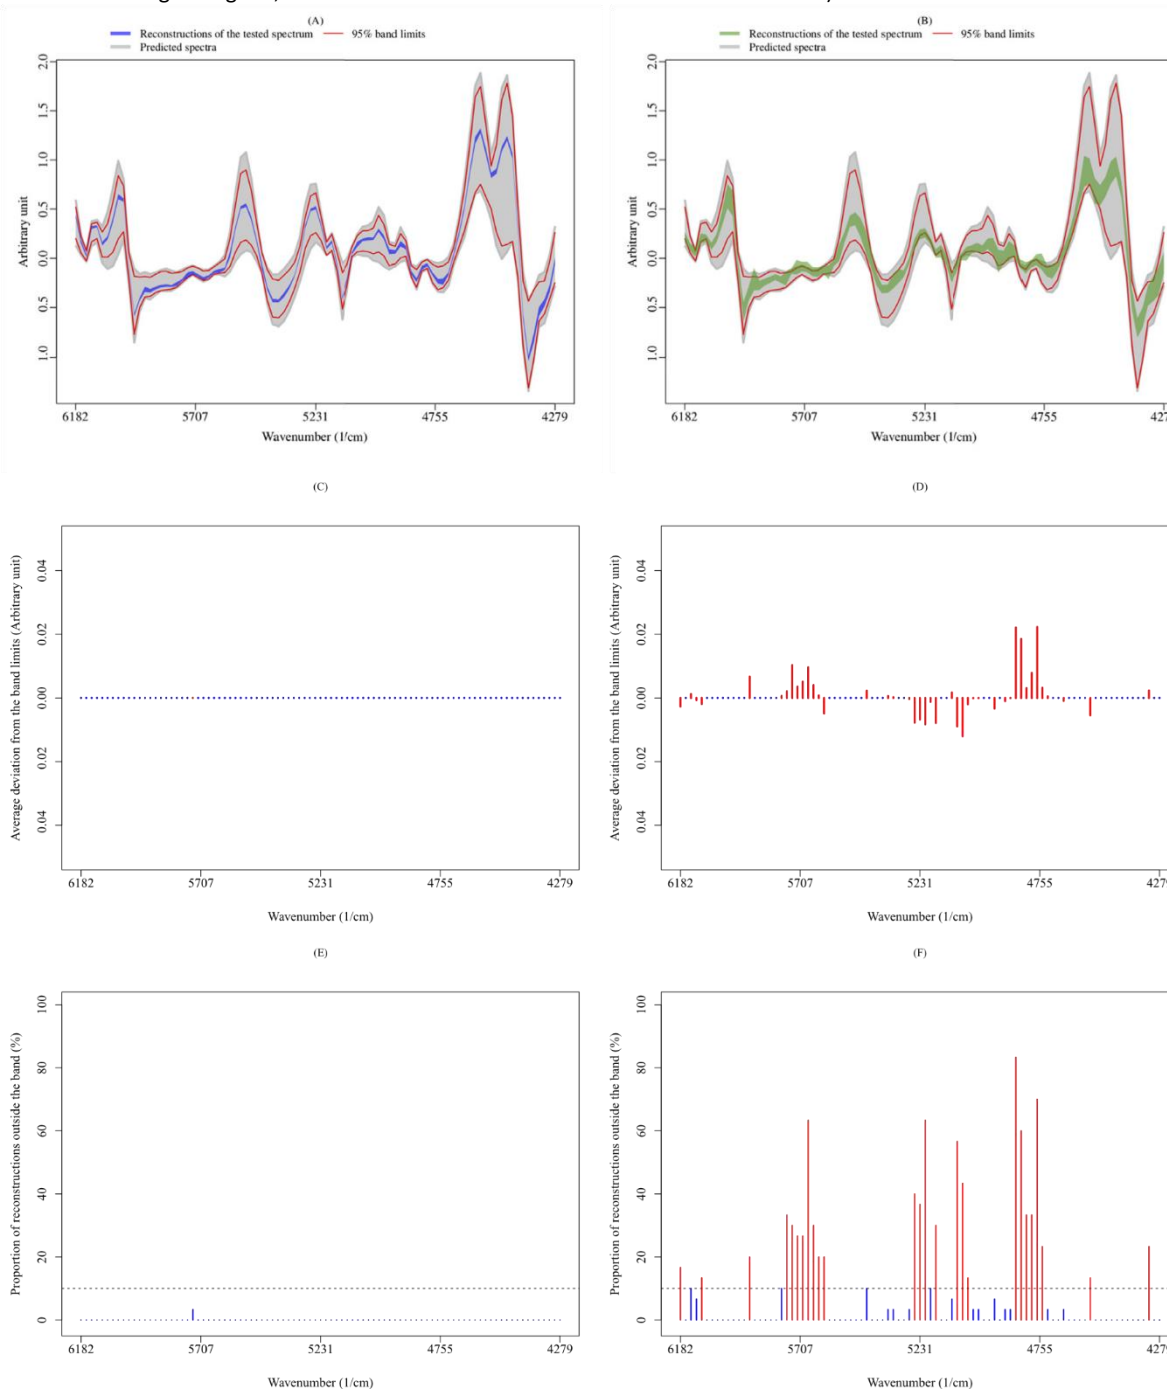 (A)
Reconstructions of the tested spectrum
95% band limits
Predicted spectra
2.0
1.5
1.0
0.5
0.0
0.5
1.0
Arbitrary unit
6182
5707
5231
4755
4279
Wavenumber (1/cm)
(B)
Reconstructions of the tested spectrum
95% band limits
Predicted spectra
2.0
1.5
1.0
0.5
0.0
0.5
1.0
Arbitrary unit
6182
5707
5231
4755
Wavenumber (1/cm)
(C)
0.04
0.02
0.00
0.02
0.04
Average deviation from the band limits (Arbitrary unit)
6182
5707
5231
4755
4279
Wavenumber (1/cm)
(D)
0.04
0.02
0.00
0.02
0.04
Average deviation from the band limits (Arbitrary unit)
6182
5707
5231
4755
4279
Wavenumber (1/cm)
(E)
100
80
60
40
20
0
Proportion of reconstructions outside the band (%)
6182
5707
5231
4755
4279
Wavenumber (1/cm)
(F)
100
80
60
40
20
0
Proportion of reconstructions outside the band (%)
6182
5707
5231
4755
4279
Wavenumber (1/cm)